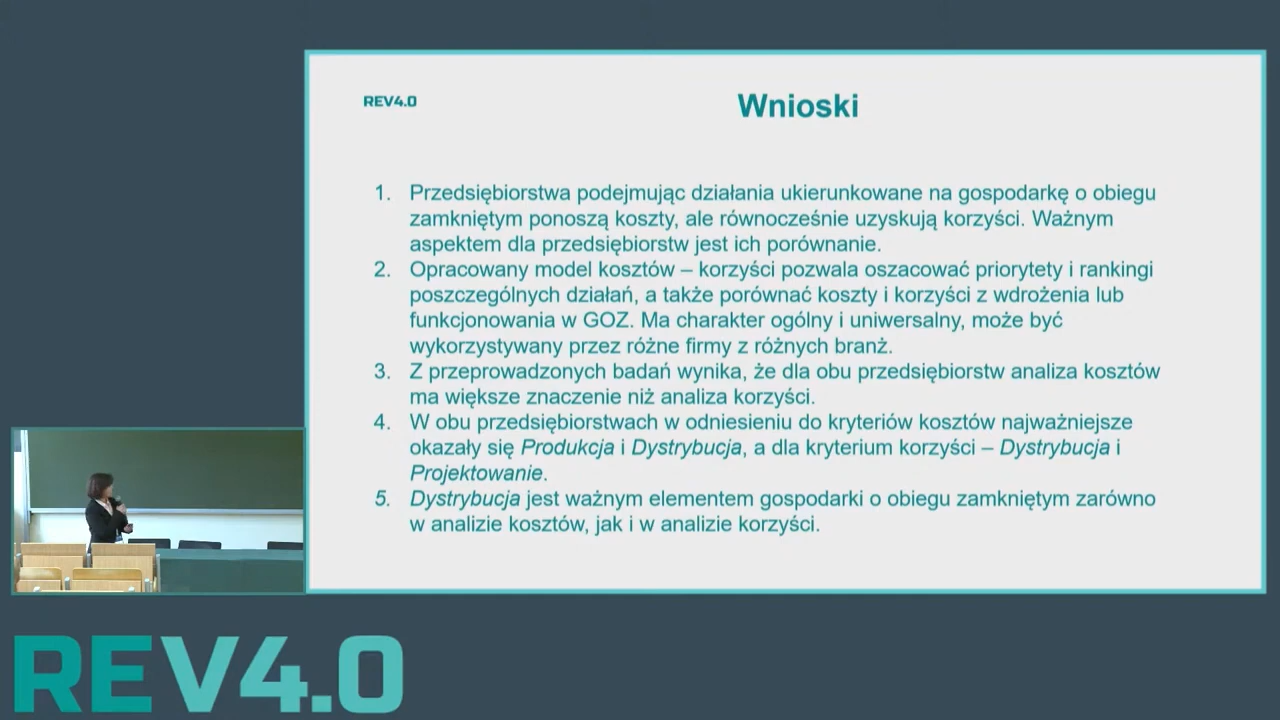 REV4.0
Wnioski
1. Przedsiębiorstwa podejmując działania ukierunkowane na gospodarkę o obiegu
zamkniętym ponoszą koszty, ale równocześnie uzyskują korzyści. Ważnym
aspektem dla przedsiębiorstw jest ich porównanie.
2. Opracowany model kosztów – korzyści pozwala oszacować priorytety i rankingi
poszczególnych działań, a także porównać koszty i korzyści z wdrożenia lub
funkcjonowania w GOZ. Ma charakter ogólny i uniwersalny, może być
wykorzystywany przez różne firmy z różnych branż.
3. Z przeprowadzonych badań wynika, że dla obu przedsiębiorstw analiza kosztów
ma większe znaczenie niż analiza korzyści.
4. W obu przedsiębiorstwach w odniesieniu do kryteriów kosztów najważniejsze
okazały się Produkcja i Dystrybucja, a dla kryterium korzyści – Dystrybucja i
Projektowanie.
5. Dystrybucja jest ważnym elementem gospodarki o obiegu zamkniętym zarówno
w analizie kosztów, jak i w analizie korzyści.
REV4.0